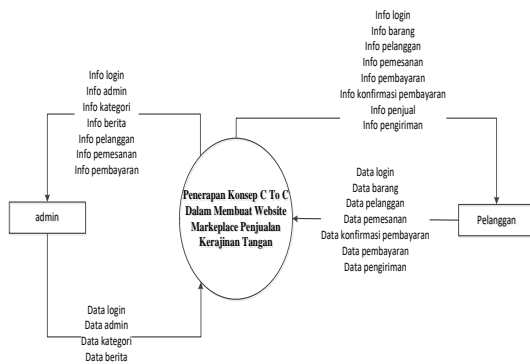 Info login
Info admin
Info kategori
Info berita
Info pelanggan
Info pemesanan
Info pembayaran
Info login
Info barang
Info pelanggan
Info pemesanan
Info pembayaran
Info konfirmasi pembayaran
Info penjual
Info pengiriman
admin
Penerapan Konsep C To C
Dalam Membuat Website
Markeplace Penjualan
Kerajinan Tangan
Data login
Data barang
Data pelanggan
Data pemesanan
Data konfirmasi pembayaran
Data pembayaran
Data pengiriman
Pelanggan
Data login
Data admin
Data kategori
Data berita